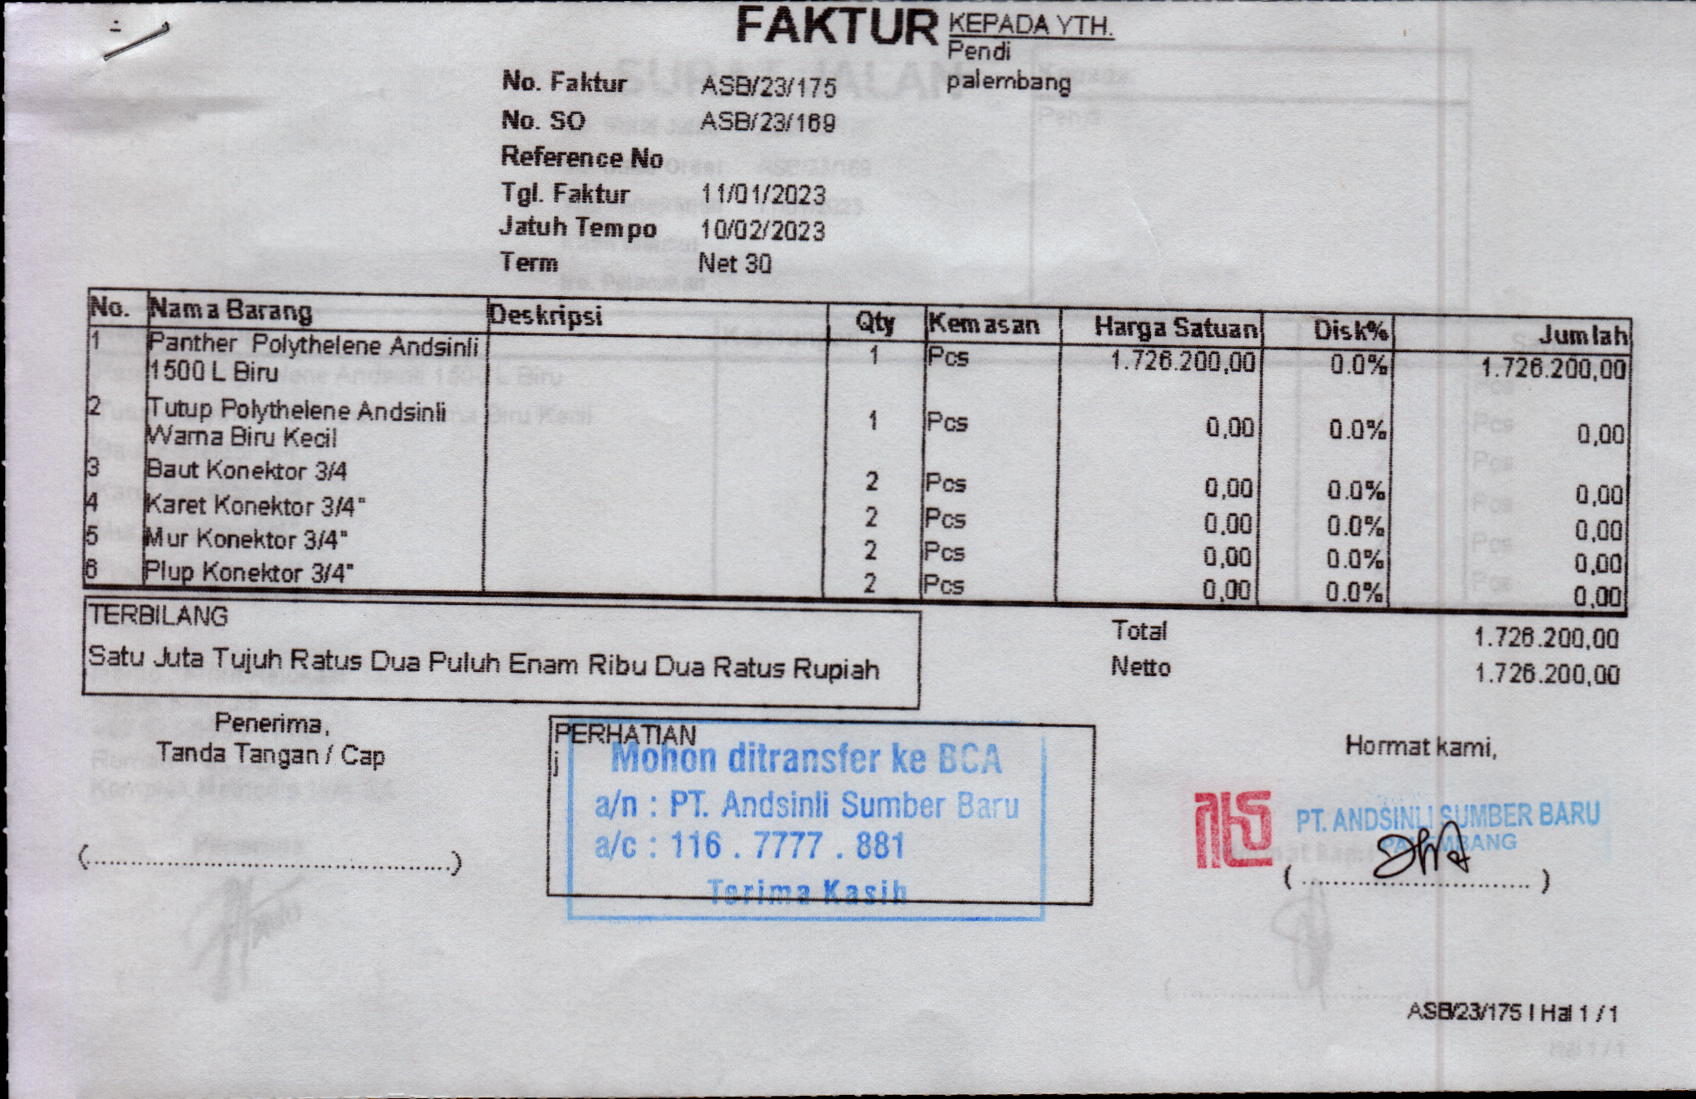 FAKTUR
KEPADA YTH.
Pendi
palembang
No. Faktur ASB/23/175
No. SO ASB/23/169
Reference No
Tgl. Faktur 11/01/2023
Jatuh Tempo 10/02/2023
Term Net 30
No. Nama Barang Deskripsi Qty Kemasan Harga Satuan Disk% Jumlah
1 Panther Polythelene Andsinli 1 Pcs 1.726.200,00 0.0% 1.726.200,00
1500 L Biru
2 Tutup Polythelene Andsinli 1 Pcs 0,00 0.0% 0,00
Warna Biru Kecil
3 Baut Konektor 3/4 2 Pcs 0,00 0.0% 0,00
4 Karet Konektor 3/4" 2 Pcs 0,00 0.0% 0,00
5 Mur Konektor 3/4" 2 Pcs 0,00 0.0% 0,00
6 Plup Konektor 3/4" 2 Pcs 0,00 0.0% 0,00
TERBILANG
Satu Juta Tujuh Ratus Dua Puluh Enam Ribu Dua Ratus Rupiah
Total 1.726.200,00
Netto 1.726.200,00
Penerima,
Tanda Tangan / Cap
(........................................)
PERHATIAN
j
Mohon ditransfer ke BCA
a/n : PT. Andsinli Sumber Baru
a/c : 116 . 7777 . 881
Terima Kasih
Hormat kami,
PT. ANDSINLI SUMBER BARU
PALEMBANG
( .............................. )
ASB/23/175 | Hal 1 / 1